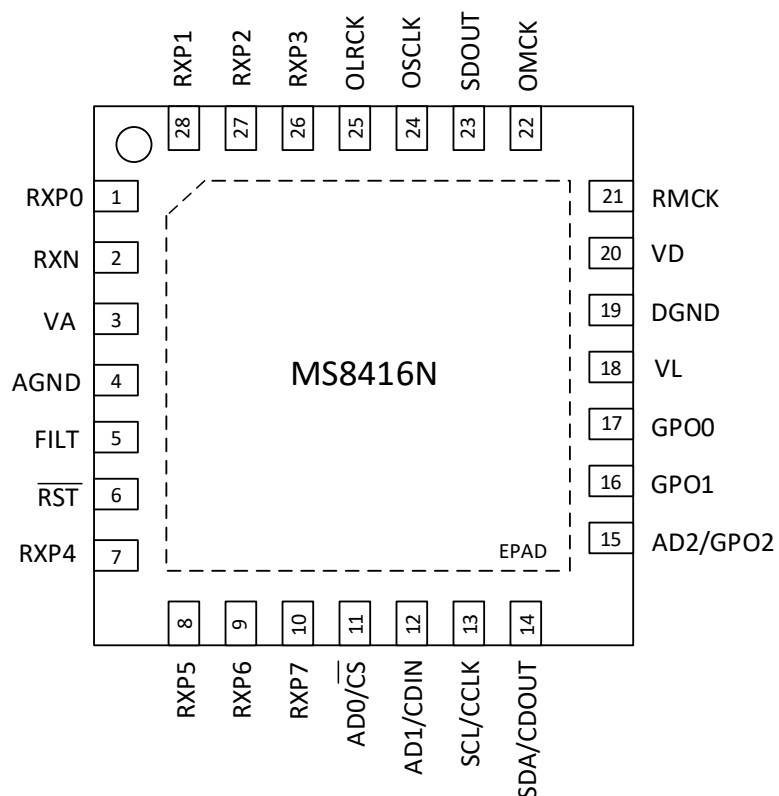 RXP1
RXP2
RXP3
OLRCK
OSCLK
SDOUT
OMCK
28
27
26
25
24
23
22
RXP0
1
RXN
2
VA
3
AGND
4
FILT
5
RST
6
RXP4
7
MS8416N
EPAD
21
RMCK
20
VD
19
DGND
18
VL
17
GPO0
16
GPO1
15
AD2/GPO2
8
9
10
11
12
13
14
RXP5
RXP6
RXP7
AD0/CS
AD1/CDIN
SCL/CCLK
SDA/CDOUT